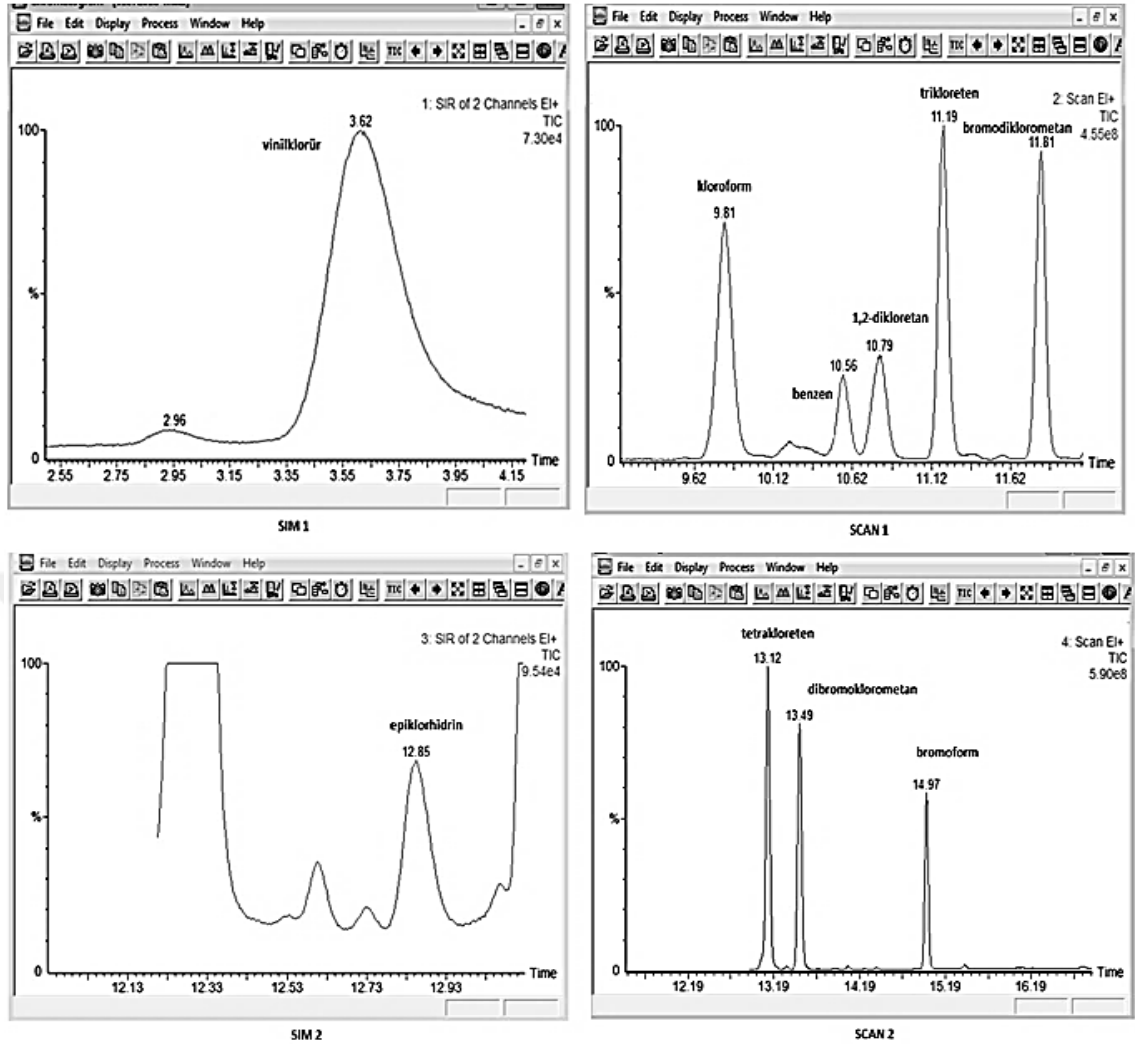 File Edit Display Process Window Help
1: SIR of 2 Channels EI+
TIC
7.30e4
vinilklorür
3.62
2.96
100
%
0
2.55 2.75 2.95 3.15 3.35 3.55 3.75 3.95 4.15
Time
SIM 1
File Edit Display Process Window Help
TIC
2: Scan EI+
TIC
4.55e8
trikloreten
11.19
bromodiklorometan
11.81
kloroform
9.81
1,2-dikloretan
10.79
benzen
10.56
100
%
0
9.62 10.12 10.62 11.12 11.62
Time
SCAN 1
File Edit Display Process Window Help
TIC
3: SIR of 2 Channels EI+
TIC
9.54e4
epiklorhidrin
12.85
100
%
0
12.13 12.33 12.53 12.73 12.93
Time
SIM 2
File Edit Display Process Window Help
TIC
4: Scan EI+
TIC
5.90e8
tetrakloreten
13.12
dibromoklorometan
13.49
bromoform
14.97
100
%
0
12.19 13.19 14.19 15.19 16.19
Time
SCAN 2